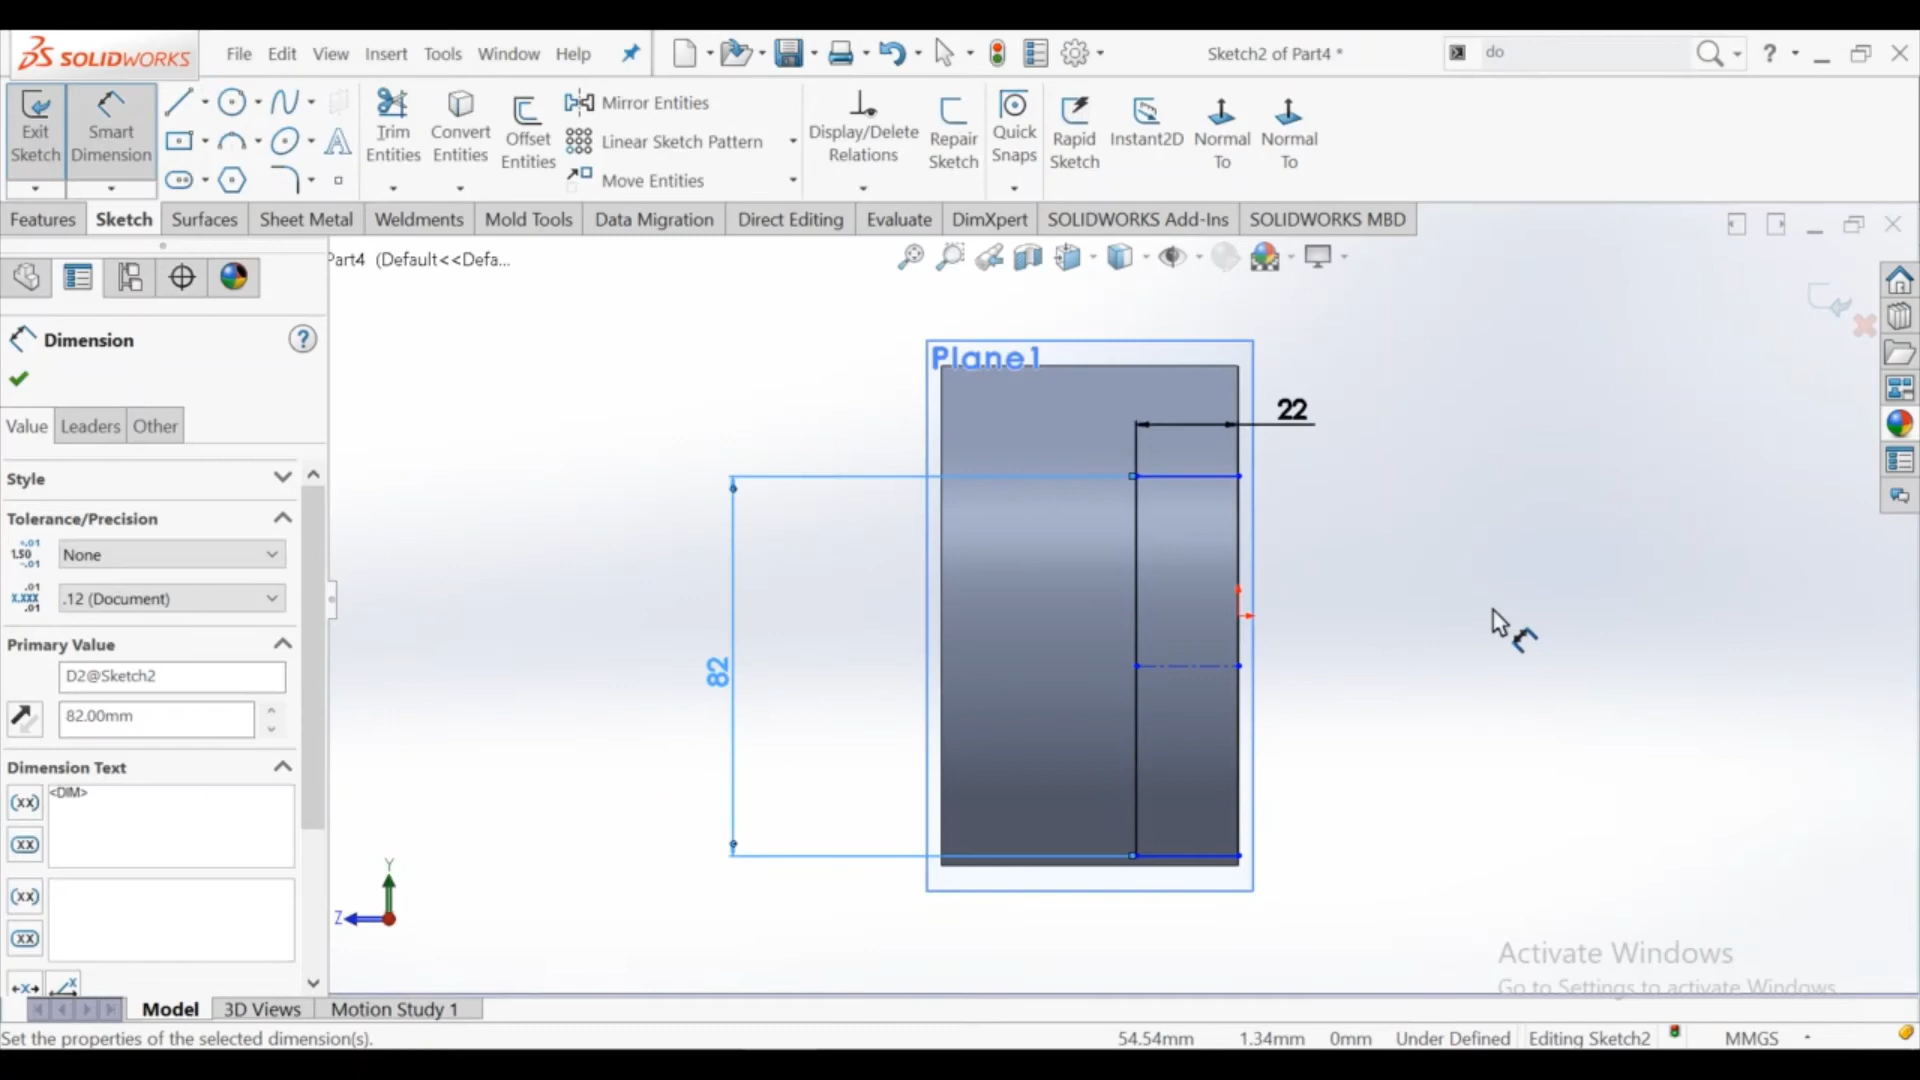 SOLIDWORKS File Edit View Insert Tools Window Help Sketch2 of Part4 * do ?
Exit Sketch
Smart Dimension
Trim Entities
Convert Entities
Offset Entities
Mirror Entities
Linear Sketch Pattern
Move Entities
Display/Delete Relations
Repair Sketch
Quick Snaps
Rapid Sketch
Instant2D
Normal To
Normal To
Features Sketch Surfaces Sheet Metal Weldments Mold Tools Data Migration Direct Editing Evaluate DimXpert SOLIDWORKS Add-Ins SOLIDWORKS MBD
Part4 (Default<<Defa...
Dimension
Value Leaders Other
Style
Tolerance/Precision
None
.12 (Document)
Primary Value
D2@Sketch2
82.00mm
Dimension Text
(xx)
<DIM>
(xx)
(xx)
(xx)
Plane1
22
82
Y
Z
Activate Windows
Go to Settings to activate Windows.
Model 3D Views Motion Study 1
Set the properties of the selected dimension(s). 54.54mm 1.34mm 0mm Under Defined Editing Sketch2 MMGS